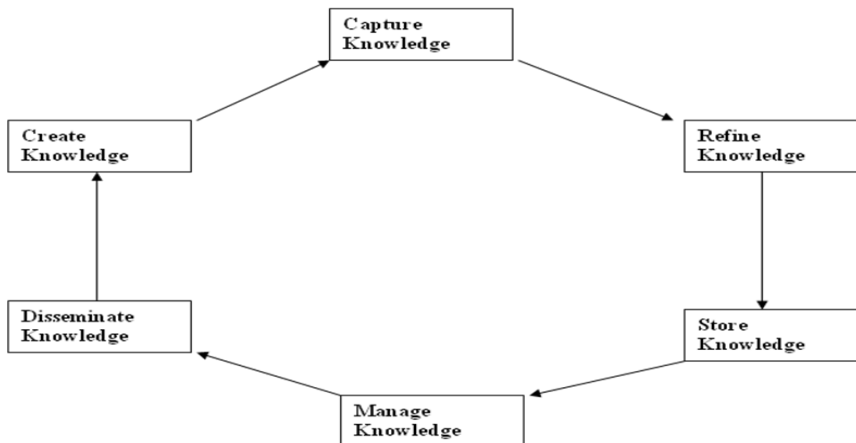 Capture
Knowledge
Create
Knowledge
Refine
Knowledge
Disseminate
Knowledge
Store
Knowledge
Manage
Knowledge